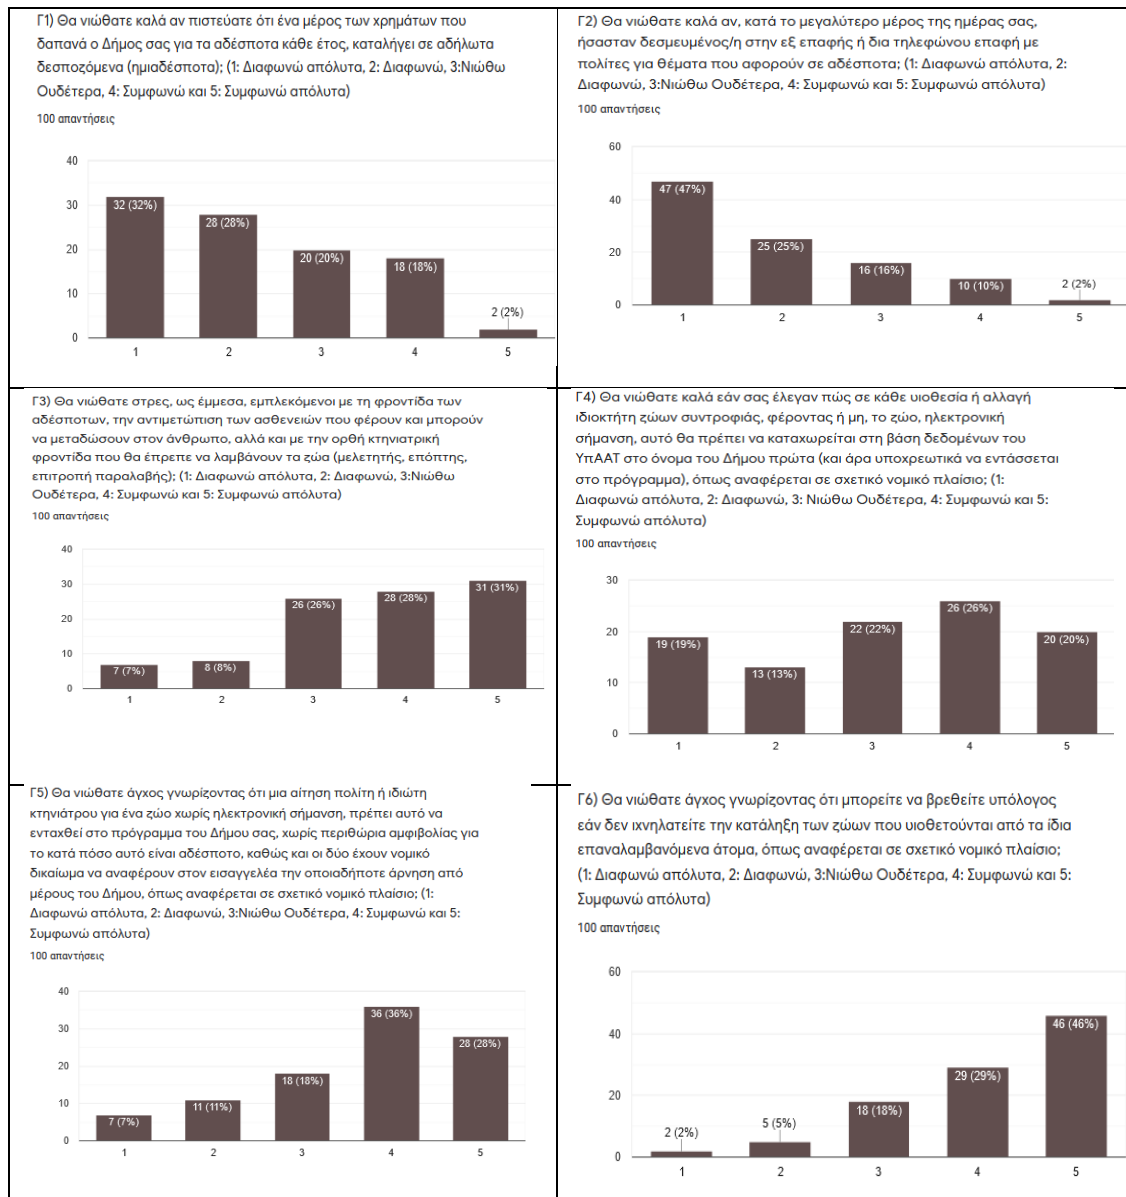 Γ1) Θα νιώθατε καλά αν πιστεύατε ότι ένα μέρος των χρημάτων που
δαπανά ο Δήμος σας για τα αδέσποτα κάθε έτος, καταλήγει σε αδήλωτα
δεσποζόμενα (ημιαδέσποτα); (1: Διαφωνώ απόλυτα, 2: Διαφωνώ, 3:Νιώθω
Ουδέτερα, 4: Συμφωνώ και 5: Συμφωνώ απόλυτα)
100 απαντήσεις
40
30
20
10
0
32 (32%)
28 (28%)
20 (20%)
18 (18%)
2 (2%)
1 2 3 4 5
Γ2) Θα νιώθατε καλά αν, κατά το μεγαλύτερο μέρος της ημέρας σας,
ήσασταν δεσμευμένος/η στην εξ επαφής ή δια τηλεφώνου επαφή με
πολίτες για θέματα που αφορούν σε αδέσποτα; (1: Διαφωνώ απόλυτα, 2:
Διαφωνώ, 3:Νιώθω Ουδέτερα, 4: Συμφωνώ και 5: Συμφωνώ απόλυτα)
100 απαντήσεις
60
40
20
0
47 (47%)
25 (25%)
16 (16%)
10 (10%)
2 (2%)
1 2 3 4 5
Γ3) Θα νιώθατε στρες, ως έμμεσα, εμπλεκόμενοι με τη φροντίδα των
αδέσποτων, την αντιμετώπιση των ασθενειών που φέρουν και μπορούν
να μεταδώσουν στον άνθρωπο, αλλά και με την ορθή κτηνιατρική
φροντίδα που θα έπρεπε να λαμβάνουν τα ζώα (μελετητής, επόπτης,
επιτροπή παραλαβής); (1: Διαφωνώ απόλυτα, 2: Διαφωνώ, 3:Νιώθω
Ουδέτερα, 4: Συμφωνώ και 5: Συμφωνώ απόλυτα)
100 απαντήσεις
40
30
20
10
0
7 (7%)
8 (8%)
26 (26%)
28 (28%)
31 (31%)
1 2 3 4 5
Γ4) Θα νιώθατε καλά εάν σας έλεγαν πώς σε κάθε υιοθεσία ή αλλαγή
ιδιοκτήτη ζώων συντροφιάς, φέροντας ή μη, το ζώο, ηλεκτρονική
σήμανση, αυτό θα πρέπει να καταχωρείται στη βάση δεδομένων του
ΥπΑΑΤ στο όνομα του Δήμου πρώτα (και άρα υποχρεωτικά να εντάσσεται
στο πρόγραμμα), όπως αναφέρεται σε σχετικό νομικό πλαίσιο; (1:
Διαφωνώ απόλυτα, 2: Διαφωνώ, 3: Νιώθω Ουδέτερα, 4: Συμφωνώ και 5:
Συμφωνώ απόλυτα)
100 απαντήσεις
30
20
10
0
19 (19%)
13 (13%)
22 (22%)
26 (26%)
20 (20%)
1 2 3 4 5
Γ5) Θα νιώθατε άγχος γνωρίζοντας ότι μια αίτηση πολίτη ή ιδιώτη
κτηνιάτρου για ένα ζώο χωρίς ηλεκτρονική σήμανση, πρέπει αυτό να
ενταχθεί στο πρόγραμμα του Δήμου σας, χωρίς περιθώρια αμφιβολίας για
το κατά πόσο αυτό είναι αδέσποτο, καθώς και οι δύο έχουν νομικό
δικαίωμα να αναφέρουν στον εισαγγελέα την οποιαδήποτε άρνηση από
μέρους του Δήμου, όπως αναφέρεται σε σχετικό νομικό πλαίσιο; (1:
Διαφωνώ απόλυτα, 2: Διαφωνώ, 3:Νιώθω Ουδέτερα, 4: Συμφωνώ και 5:
Συμφωνώ απόλυτα)
100 απαντήσεις
40
30
20
10
0
7 (7%)
11 (11%)
18 (18%)
36 (36%)
28 (28%)
1 2 3 4 5
Γ6) Θα νιώθατε άγχος γνωρίζοντας ότι μπορείτε να βρεθείτε υπόλογος
εάν δεν ιχνηλατείτε την κατάληξη των ζώων που υιοθετούνται από τα ίδια
επαναλαμβανόμενα άτομα, όπως αναφέρεται σε σχετικό νομικό πλαίσιο;
(1: Διαφωνώ απόλυτα, 2: Διαφωνώ, 3:Νιώθω Ουδέτερα, 4: Συμφωνώ και 5:
Συμφωνώ απόλυτα)
100 απαντήσεις
60
40
20
0
2 (2%)
5 (5%)
18 (18%)
29 (29%)
46 (46%)
1 2 3 4 5